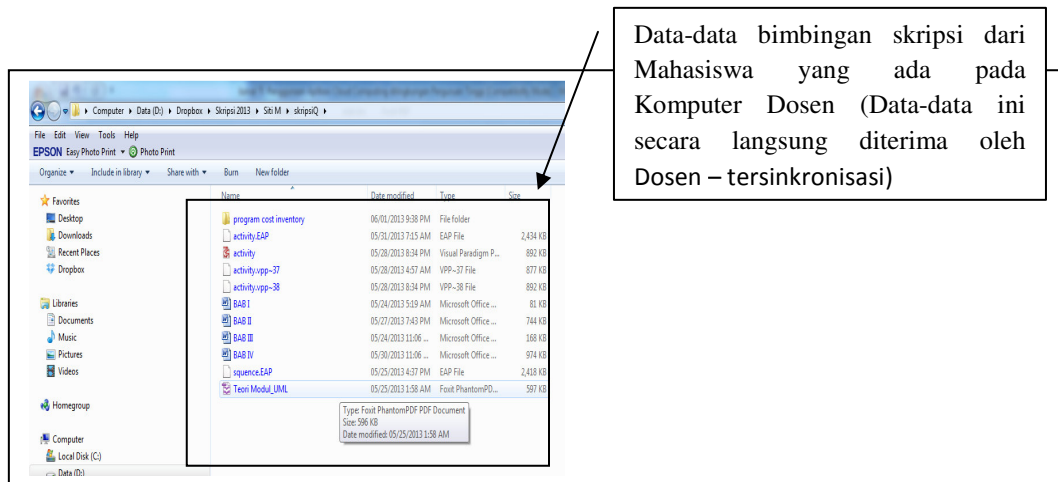 Data-data bimbingan skripsi dari
Mahasiswa yang ada pada
Komputer Dosen (Data-data ini
secara langsung diterima oleh
Dosen – tersinkronisasi)
Computer ▸ Data (D:) ▸ Dropbox ▸ Skripsi 2013 ▸ Siti M ▸ skripsiQ ▸
File Edit View Tools Help
EPSON Easy Photo Print Photo Print
Organize Include in library Share with Burn New folder
Favorites
Desktop
Downloads
Recent Places
Dropbox
Libraries
Documents
Music
Pictures
Videos
Homegroup
Computer
Local Disk (C:)
Data (D:)
Name Date modified Type Size
program cost inventory 06/01/2013 9:38 PM File folder
activity.EAP 05/31/2013 7:15 AM EAP File 2,434 KB
activity 05/28/2013 8:34 PM Visual Paradigm P... 892 KB
activity.vpp~37 05/28/2013 4:57 AM VPP~37 File 877 KB
activity.vpp~38 05/28/2013 8:34 PM VPP~38 File 892 KB
BAB I 05/24/2013 5:19 AM Microsoft Office ... 81 KB
BAB II 05/27/2013 7:43 PM Microsoft Office ... 744 KB
BAB III 05/24/2013 11:06 ... Microsoft Office ... 168 KB
BAB IV 05/30/2013 11:06 ... Microsoft Office ... 974 KB
squence.EAP 05/25/2013 4:37 PM EAP File 2,418 KB
Teori Modul_UML 05/25/2013 1:58 AM Foxit PhantomPD... 597 KB
Type: Foxit PhantomPDF PDF Document
Size: 596 KB
Date modified: 05/25/2013 1:58 AM